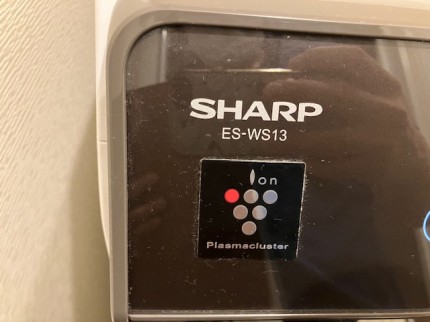 SHARP
ES-WS13
Ion
Plasmacluster